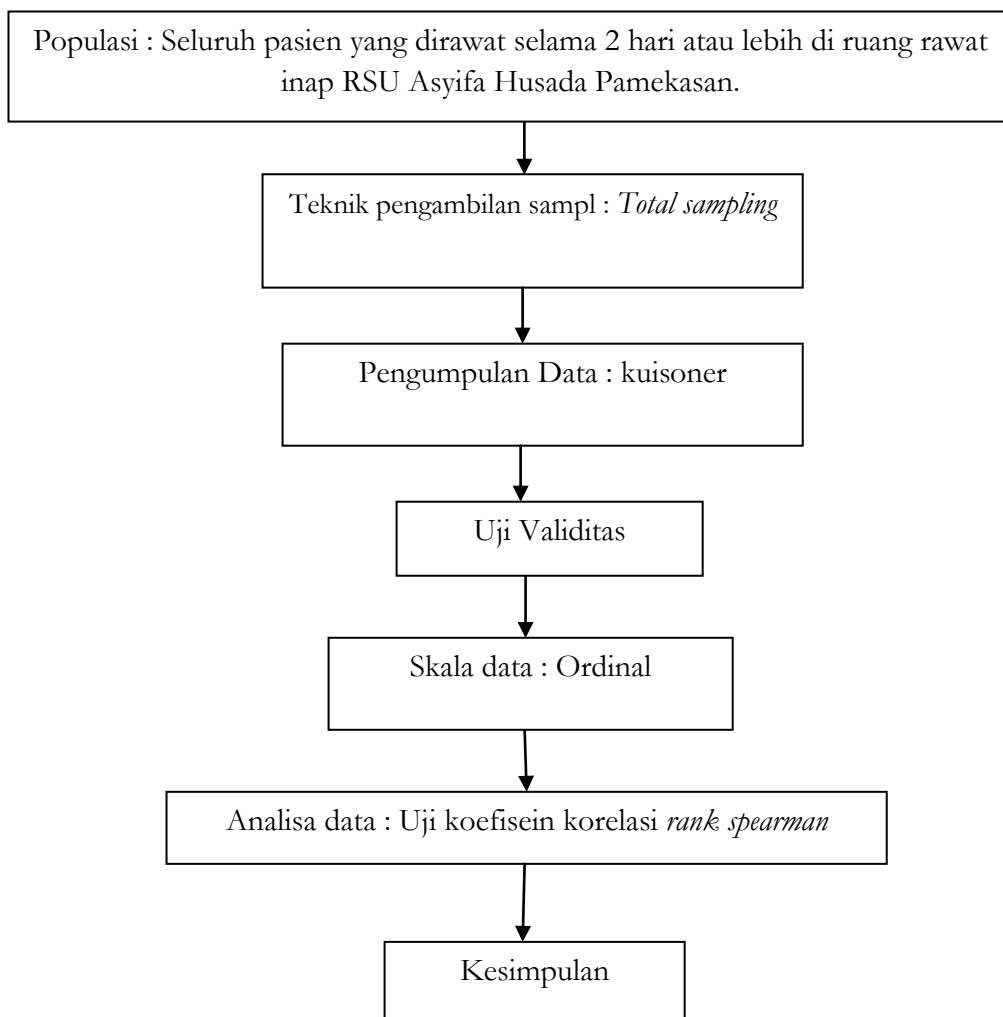 Populasi : Seluruh pasien yang dirawat selama 2 hari atau lebih di ruang rawat
inap RSU Asyifa Husada Pamekasan.
Teknik pengambilan sampl : Total sampling
Pengumpulan Data : kuisoner
Uji Validitas
Skala data : Ordinal
Analisa data : Uji koefisein korelasi rank spearman
Kesimpulan